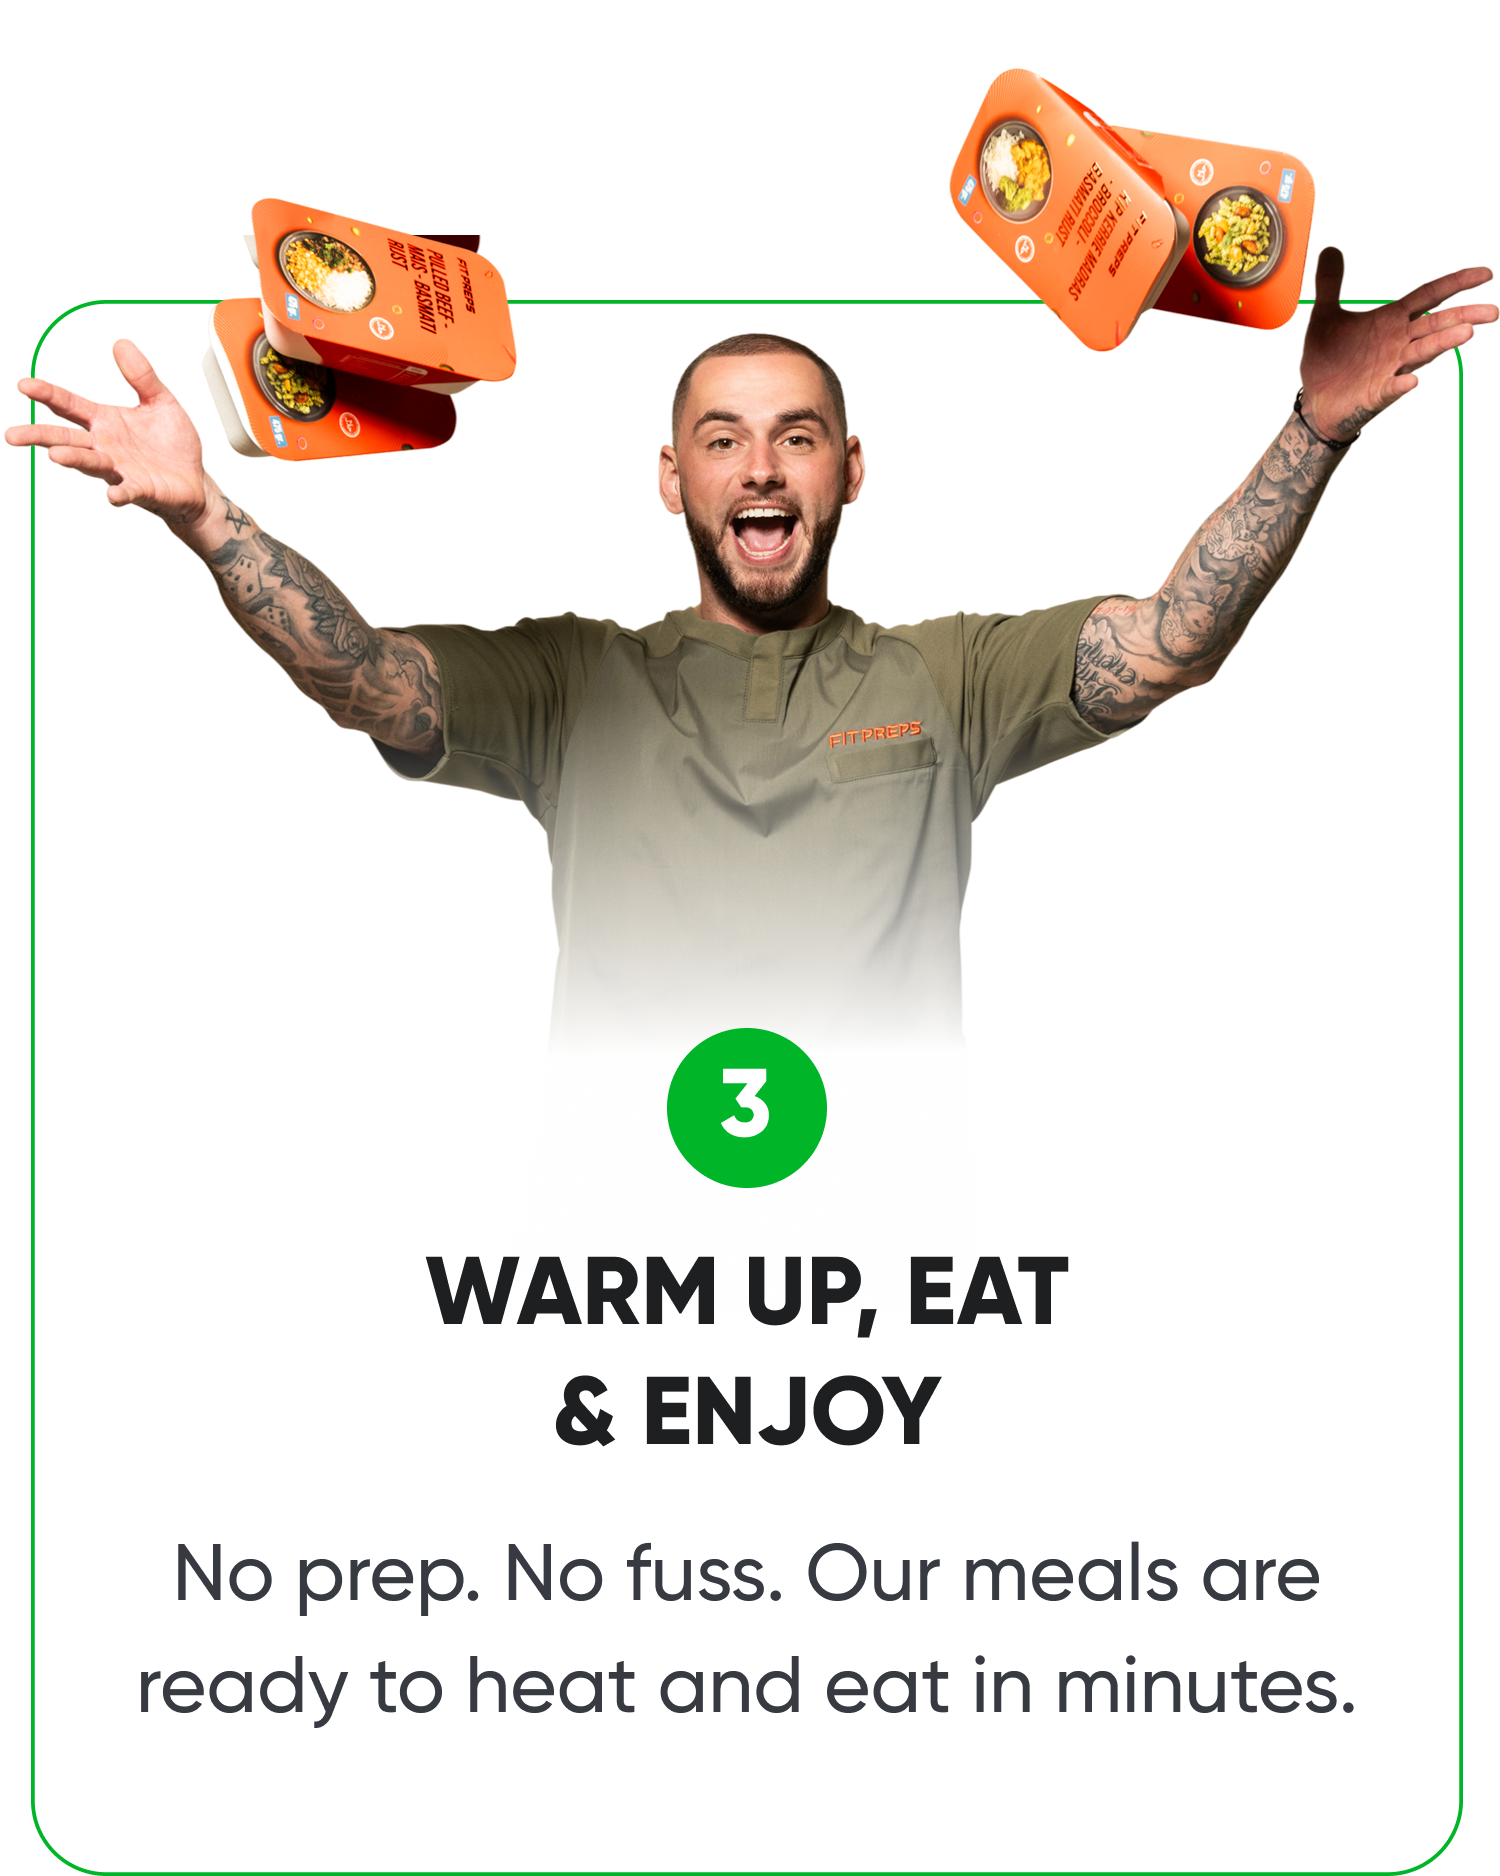 FITPREPS
PULLED BEEF -
MAIS - BASMATI
RIJST
FITPREPS
KIP KERRIE MADRAS
- BROCCOLI -
BASMATI RIJST
FITPREPS
3
WARM UP, EAT
& ENJOY
No prep. No fuss. Our meals are
ready to heat and eat in minutes.